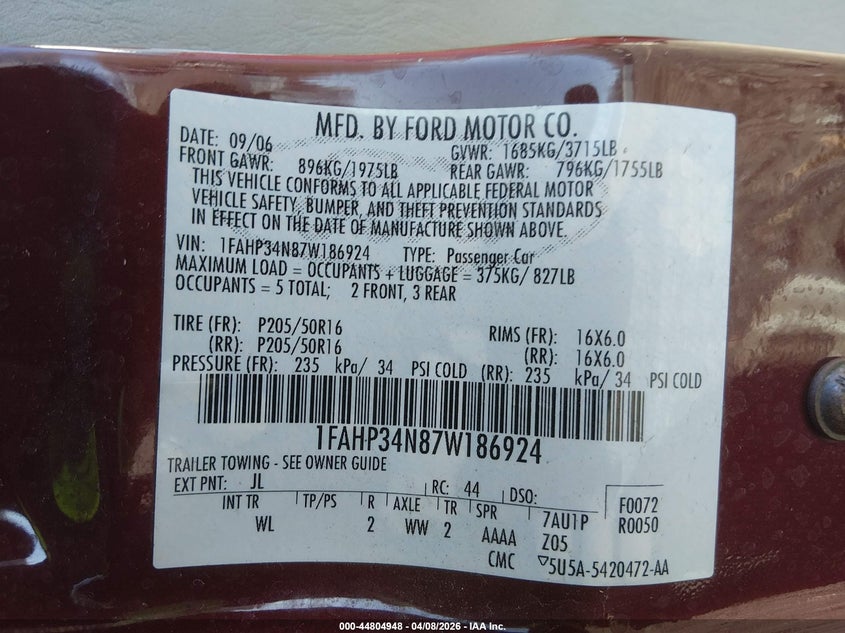 MFD. BY FORD MOTOR CO.
DATE: 09/06 GVWR: 1685KG/3715LB
FRONT GAWR: 896KG/1975LB REAR GAWR: 796KG/1755LB
THIS VEHICLE CONFORMS TO ALL APPLICABLE FEDERAL MOTOR
VEHICLE SAFETY, BUMPER, AND THEFT PREVENTION STANDARDS
IN EFFECT ON THE DATE OF MANUFACTURE SHOWN ABOVE.
VIN: 1FAHP34N87W186924 TYPE: Passenger Car
MAXIMUM LOAD = OCCUPANTS + LUGGAGE = 375KG/ 827LB
OCCUPANTS = 5 TOTAL; 2 FRONT, 3 REAR
TIRE (FR): P205/50R16 RIMS (FR): 16X6.0
(RR): P205/50R16 (RR): 16X6.0
PRESSURE (FR): 235 kPa/ 34 PSI COLD (RR): 235 kPa/ 34 PSI COLD
1FAHP34N87W186924
TRAILER TOWING - SEE OWNER GUIDE
EXT PNT: JL RC: 44 DSO: F0072
INT TR TP/PS R AXLE TR SPR 7AU1P R0050
WL 2 WW 2 AAAA Z05
CMC ▽5U5A-5420472-AA
000-44804948 - 04/08/2026 - IAA Inc.